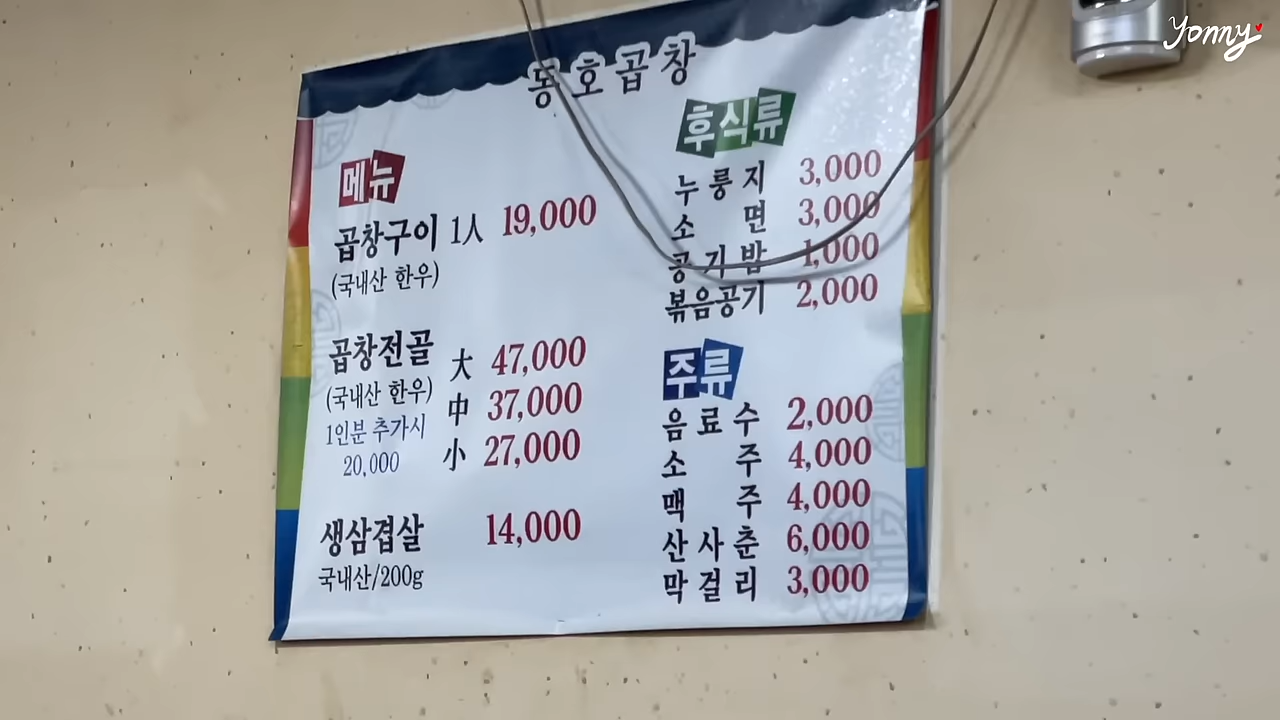 Yonny
동호곱창
메뉴
곱창구이 1人 19,000
(국내산 한우)
곱창전골 大 47,000
(국내산 한우) 中 37,000
1인분 추가시 小 27,000
20,000
생삼겹살 14,000
국내산/200g
후식류
누룽지 3,000
소면 3,000
공기밥 1,000
볶음공기 2,000
주류
음료수 2,000
소주 4,000
맥주 4,000
산사춘 6,000
막걸리 3,000